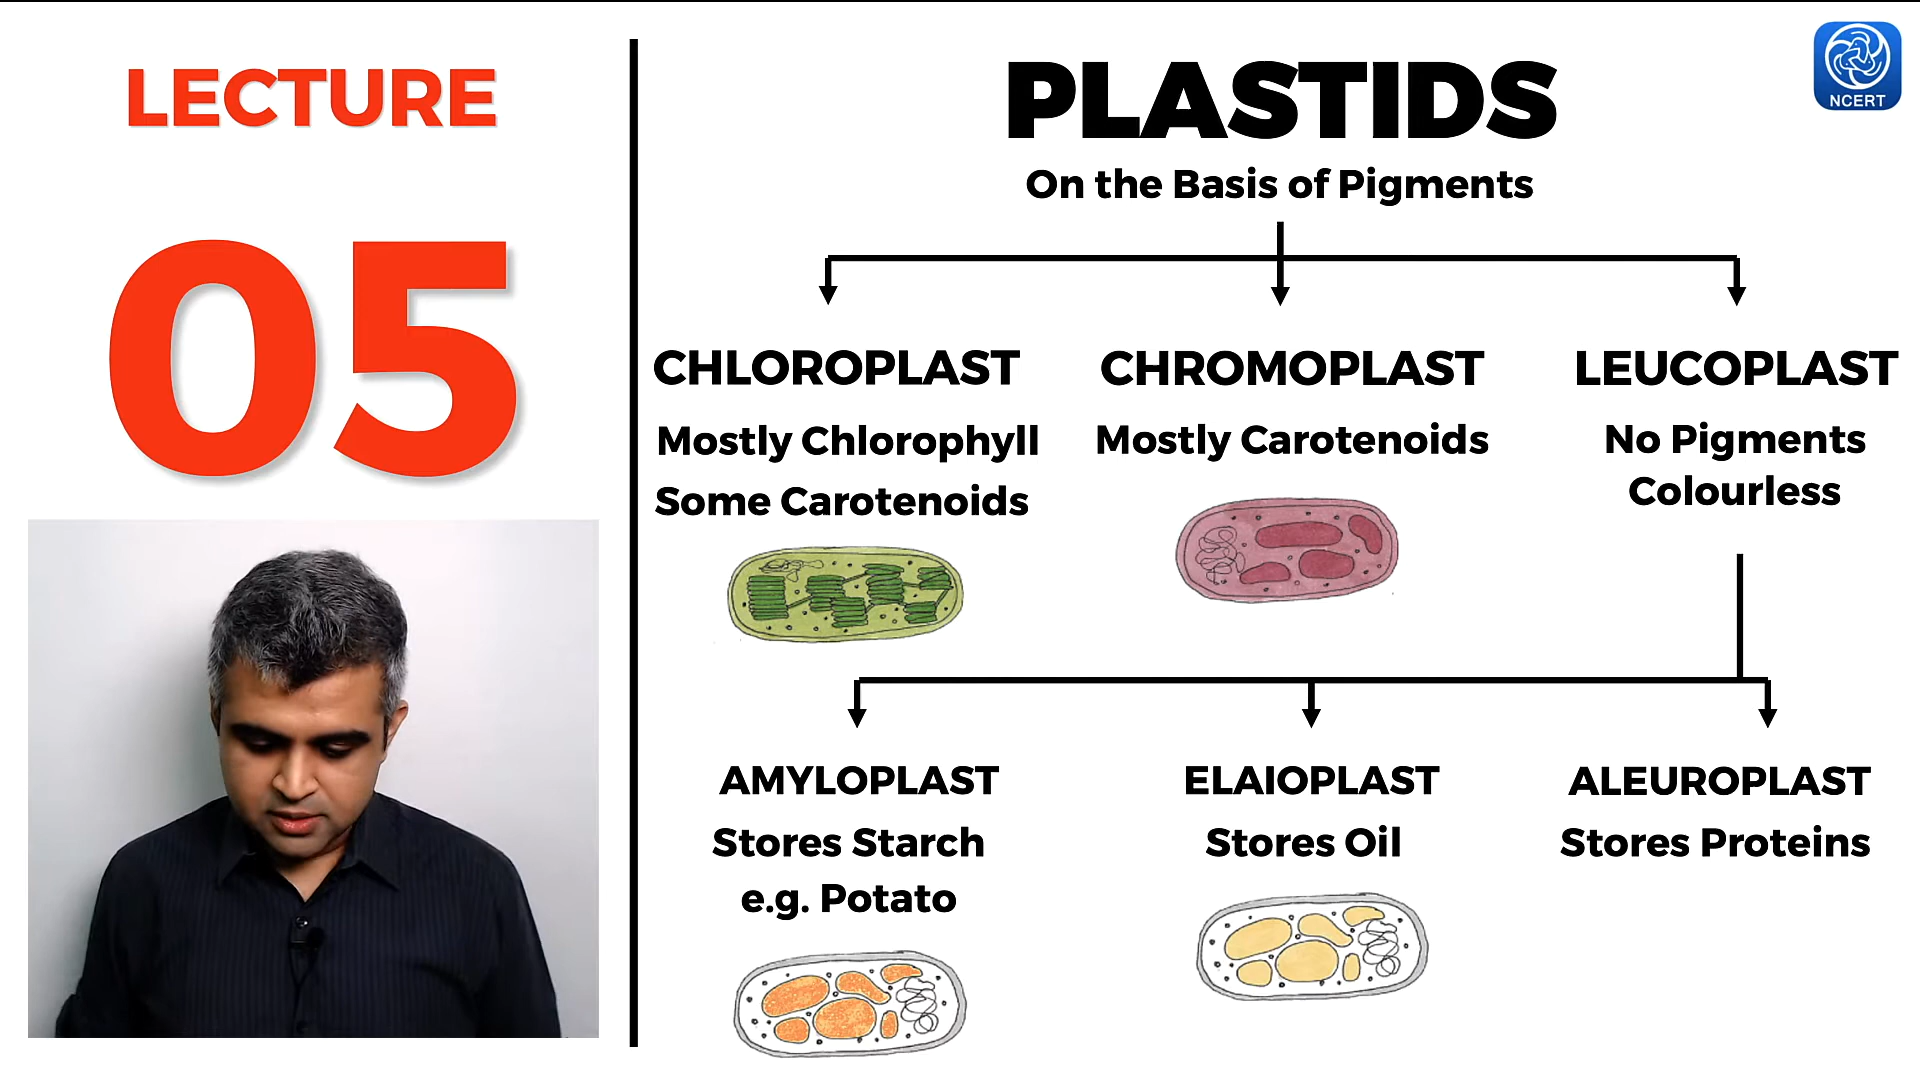 LECTURE
05
PLASTIDS
On the Basis of Pigments
NCERT
CHLOROPLAST
Mostly Chlorophyll
Some Carotenoids
CHROMOPLAST
Mostly Carotenoids
LEUCOPLAST
No Pigments
Colourless
AMYLOPLAST
Stores Starch
e.g. Potato
ELAIOPLAST
Stores Oil
ALEUROPLAST
Stores Proteins